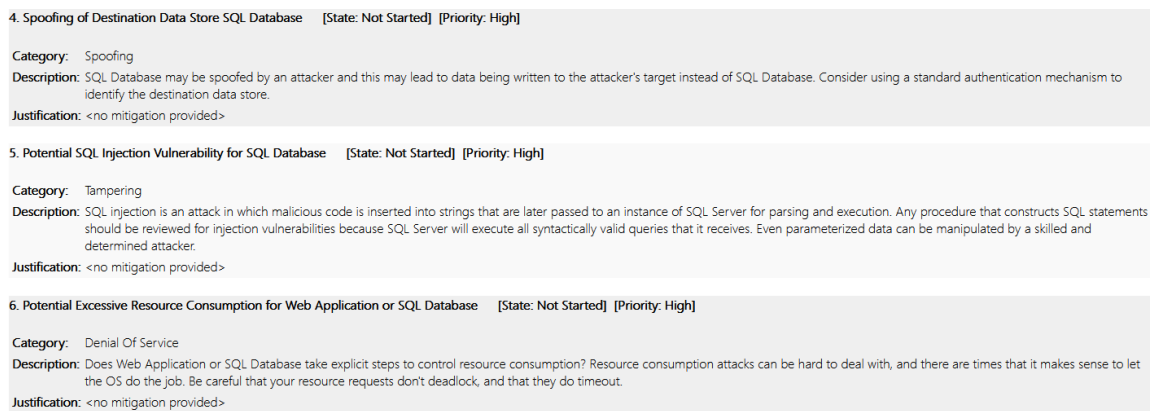 4. Spoofing of Destination Data Store SQL Database [State: Not Started] [Priority: High]
Category: Spoofing
Description: SQL Database may be spoofed by an attacker and this may lead to data being written to the attacker's target instead of SQL Database. Consider using a standard authentication mechanism to
identify the destination data store.
Justification: <no mitigation provided>
5. Potential SQL Injection Vulnerability for SQL Database [State: Not Started] [Priority: High]
Category: Tampering
Description: SQL injection is an attack in which malicious code is inserted into strings that are later passed to an instance of SQL Server for parsing and execution. Any procedure that constructs SQL statements
should be reviewed for injection vulnerabilities because SQL Server will execute all syntactically valid queries that it receives. Even parameterized data can be manipulated by a skilled and
determined attacker.
Justification: <no mitigation provided>
6. Potential Excessive Resource Consumption for Web Application or SQL Database [State: Not Started] [Priority: High]
Category: Denial Of Service
Description: Does Web Application or SQL Database take explicit steps to control resource consumption? Resource consumption attacks can be hard to deal with, and there are times that it makes sense to let
the OS do the job. Be careful that your resource requests don't deadlock, and that they do timeout.
Justification: <no mitigation provided>